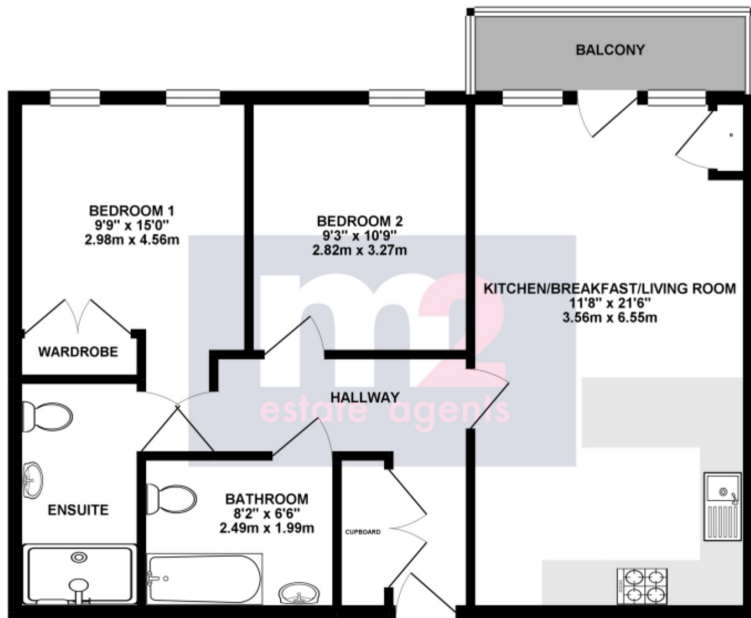 BALCONY
BEDROOM 1
9'9" x 15'0"
2.98m x 4.56m
BEDROOM 2
9'3" x 10'9"
2.82m x 3.27m
KITCHEN/BREAKFAST/LIVING ROOM
11'8" x 21'6"
3.56m x 6.55m
WARDROBE
HALLWAY
m2
estate agents
ENSUITE
BATHROOM
8'2" x 6'6"
2.49m x 1.99m
CUPBOARD